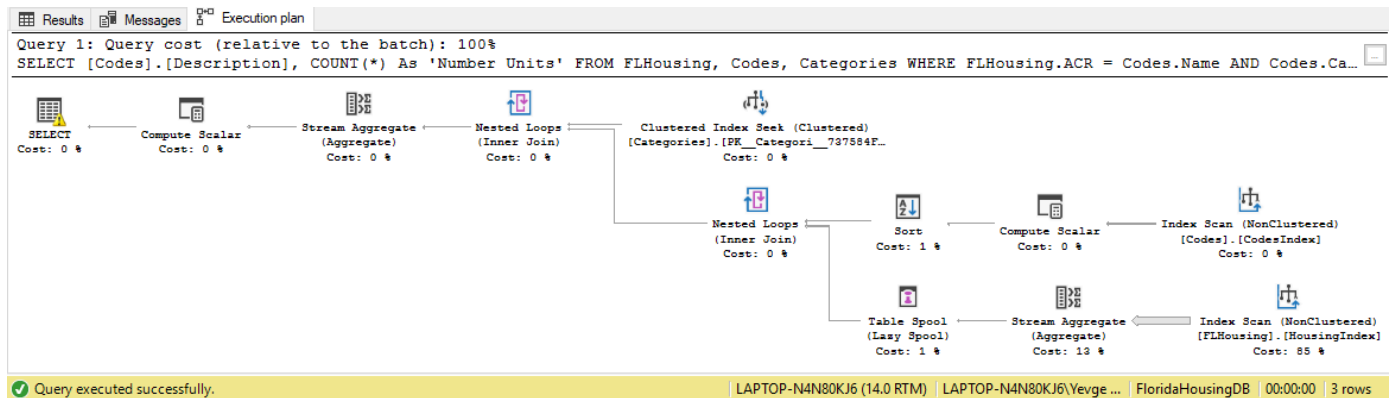 Results Messages Execution plan
Query 1: Query cost (relative to the batch): 100%
SELECT [Codes].[Description], COUNT(*) As 'Number Units' FROM FLHousing, Codes, Categories WHERE FLHousing.ACR = Codes.Name AND Codes.Ca…
SELECT
Cost: 0 %
Compute Scalar
Cost: 0 %
Stream Aggregate
(Aggregate)
Cost: 0 %
Nested Loops
(Inner Join)
Cost: 0 %
Clustered Index Seek (Clustered)
[Categories].[PK__Categori__737584F…
Cost: 0 %
Nested Loops
(Inner Join)
Cost: 0 %
Sort
Cost: 1 %
Compute Scalar
Cost: 0 %
Index Scan (NonClustered)
[Codes].[CodesIndex]
Cost: 0 %
Table Spool
(Lazy Spool)
Cost: 1 %
Stream Aggregate
(Aggregate)
Cost: 13 %
Index Scan (NonClustered)
[FLHousing].[HousingIndex]
Cost: 85 %
Query executed successfully. LAPTOP-N4N80KJ6 (14.0 RTM) LAPTOP-N4N80KJ6\Yevge ... FloridaHousingDB 00:00:00 3 rows